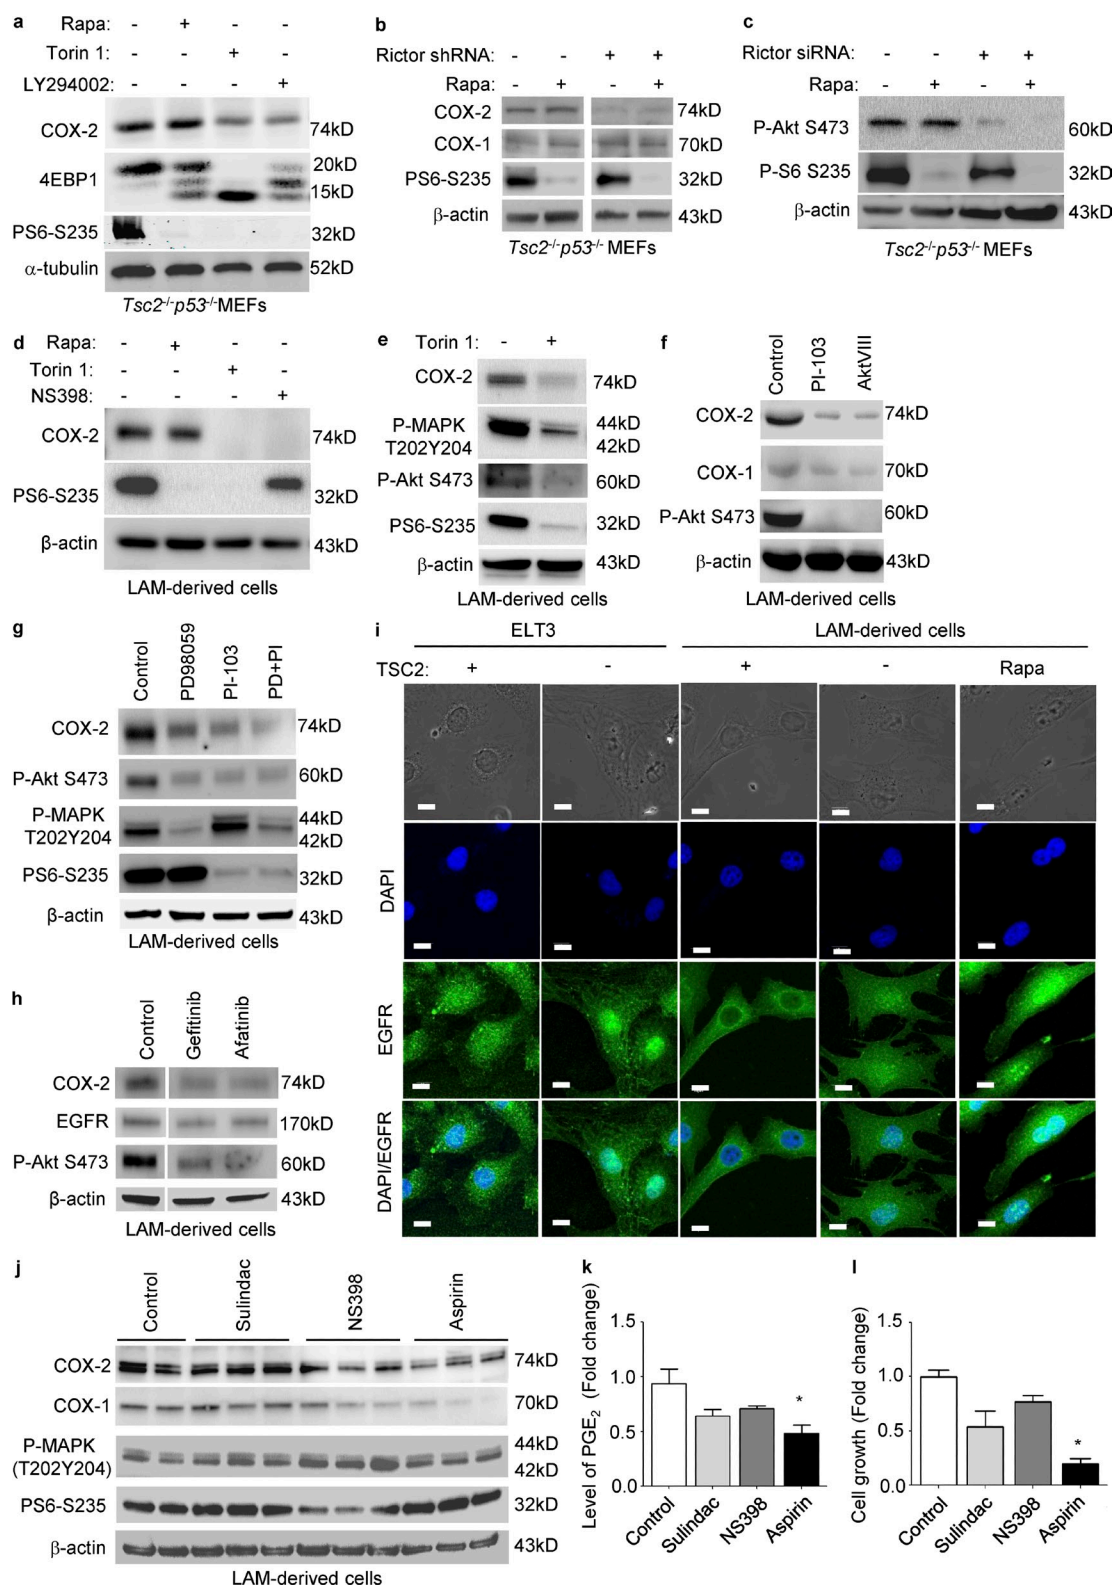 a
Rapa: - + - -
Torin 1: - - + -
LY294002: - - - +
COX-2 74kD
4EBP1 20kD
15kD
PS6-S235 32kD
α-tubulin 52kD
Tsc2-/-p53-/-MEFs
b
Rictor shRNA: - - + +
Rapa: - + - +
COX-2 74kD
COX-1 70kD
PS6-S235 32kD
β-actin 43kD
Tsc2-/-p53-/- MEFs
c
Rictor siRNA: - - + +
Rapa: - + - +
P-Akt S473 60kD
P-S6 S235 32kD
β-actin 43kD
Tsc2-/-p53-/- MEFs
d
Rapa: - + - -
Torin 1: - - + -
NS398: - - - +
COX-2 74kD
PS6-S235 32kD
β-actin 43kD
LAM-derived cells
e
Torin 1: - +
COX-2 74kD
P-MAPK 44kD
T202Y204 42kD
P-Akt S473 60kD
PS6-S235 32kD
β-actin 43kD
LAM-derived cells
f
Control PI-103 AktVIII
COX-2 74kD
COX-1 70kD
P-Akt S473 60kD
β-actin 43kD
LAM-derived cells
g
Control PD98059 PI-103 PD+PI
COX-2 74kD
P-Akt S473 60kD
P-MAPK 44kD
T202Y204 42kD
PS6-S235 32kD
β-actin 43kD
LAM-derived cells
h
Control Gefitinib Afatinib
COX-2 74kD
EGFR 170kD
P-Akt S473 60kD
β-actin 43kD
LAM-derived cells
i
ELT3 LAM-derived cells
TSC2: + - + - Rapa
DAPI
EGFR
DAPI/EGFR
j
Control Sulindac NS398 Aspirin
COX-2 74kD
COX-1 70kD
P-MAPK 44kD
(T202Y204) 42kD
PS6-S235 32kD
β-actin 43kD
LAM-derived cells
k
Level of PGE2 (Fold change)
1.5
1.0
0.5
0.0
*
Control Sulindac NS398 Aspirin
l
Cell growth (Fold change)
1.5
1.0
0.5
0.0
*
Control Sulindac NS398 Aspirin